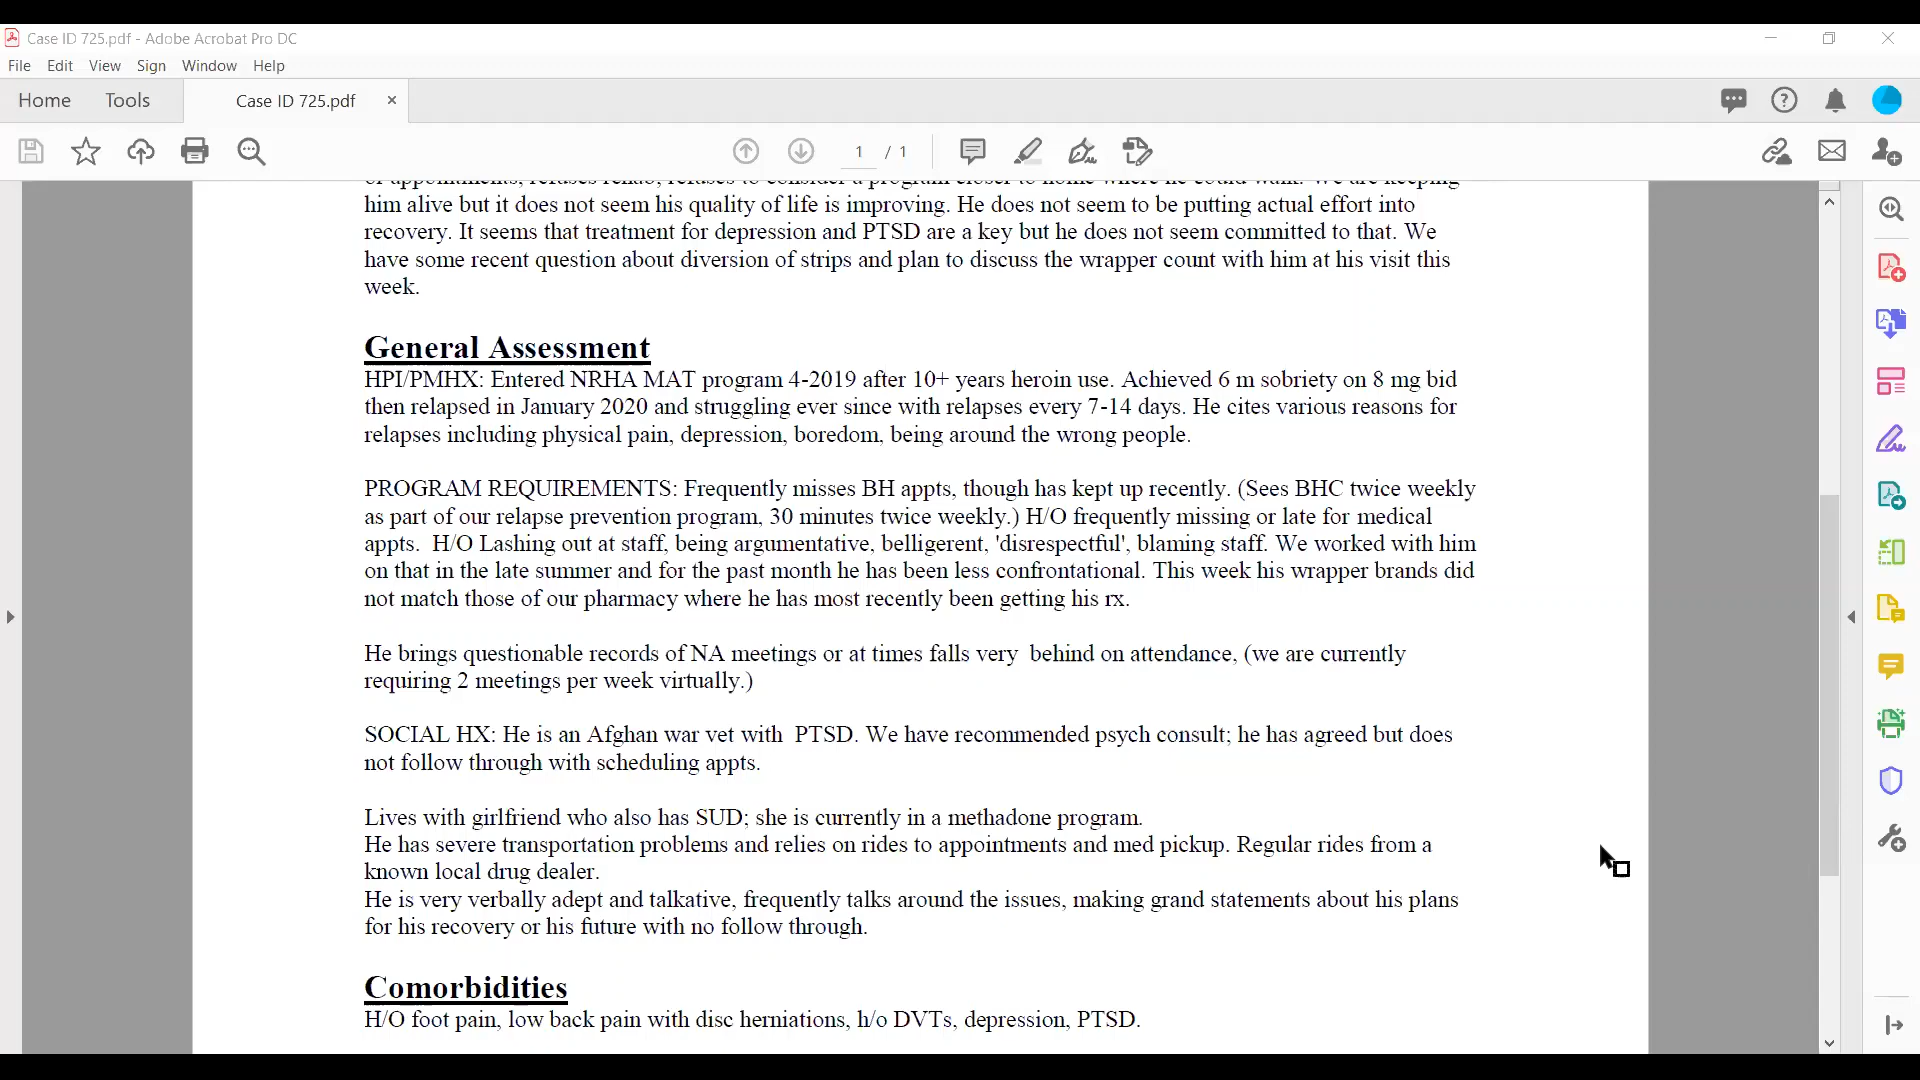 Case ID 725.pdf - Adobe Acrobat Pro DC
File Edit View Sign Window Help
Home Tools Case ID 725.pdf ×
1 / 1
of appointments, refuses rehab, refuses to consider a program closer to home where he could walk. We are keeping
him alive but it does not seem his quality of life is improving. He does not seem to be putting actual effort into
recovery. It seems that treatment for depression and PTSD are a key but he does not seem committed to that. We
have some recent question about diversion of strips and plan to discuss the wrapper count with him at his visit this
week.
General Assessment
HPI/PMHX: Entered NRHA MAT program 4-2019 after 10+ years heroin use. Achieved 6 m sobriety on 8 mg bid
then relapsed in January 2020 and struggling ever since with relapses every 7-14 days. He cites various reasons for
relapses including physical pain, depression, boredom, being around the wrong people.
PROGRAM REQUIREMENTS: Frequently misses BH appts, though has kept up recently. (Sees BHC twice weekly
as part of our relapse prevention program, 30 minutes twice weekly.) H/O frequently missing or late for medical
appts. H/O Lashing out at staff, being argumentative, belligerent, 'disrespectful', blaming staff. We worked with him
on that in the late summer and for the past month he has been less confrontational. This week his wrapper brands did
not match those of our pharmacy where he has most recently been getting his rx.
He brings questionable records of NA meetings or at times falls very behind on attendance, (we are currently
requiring 2 meetings per week virtually.)
SOCIAL HX: He is an Afghan war vet with PTSD. We have recommended psych consult; he has agreed but does
not follow through with scheduling appts.
Lives with girlfriend who also has SUD; she is currently in a methadone program.
He has severe transportation problems and relies on rides to appointments and med pickup. Regular rides from a
known local drug dealer.
He is very verbally adept and talkative, frequently talks around the issues, making grand statements about his plans
for his recovery or his future with no follow through.
Comorbidities
H/O foot pain, low back pain with disc herniations, h/o DVTs, depression, PTSD.